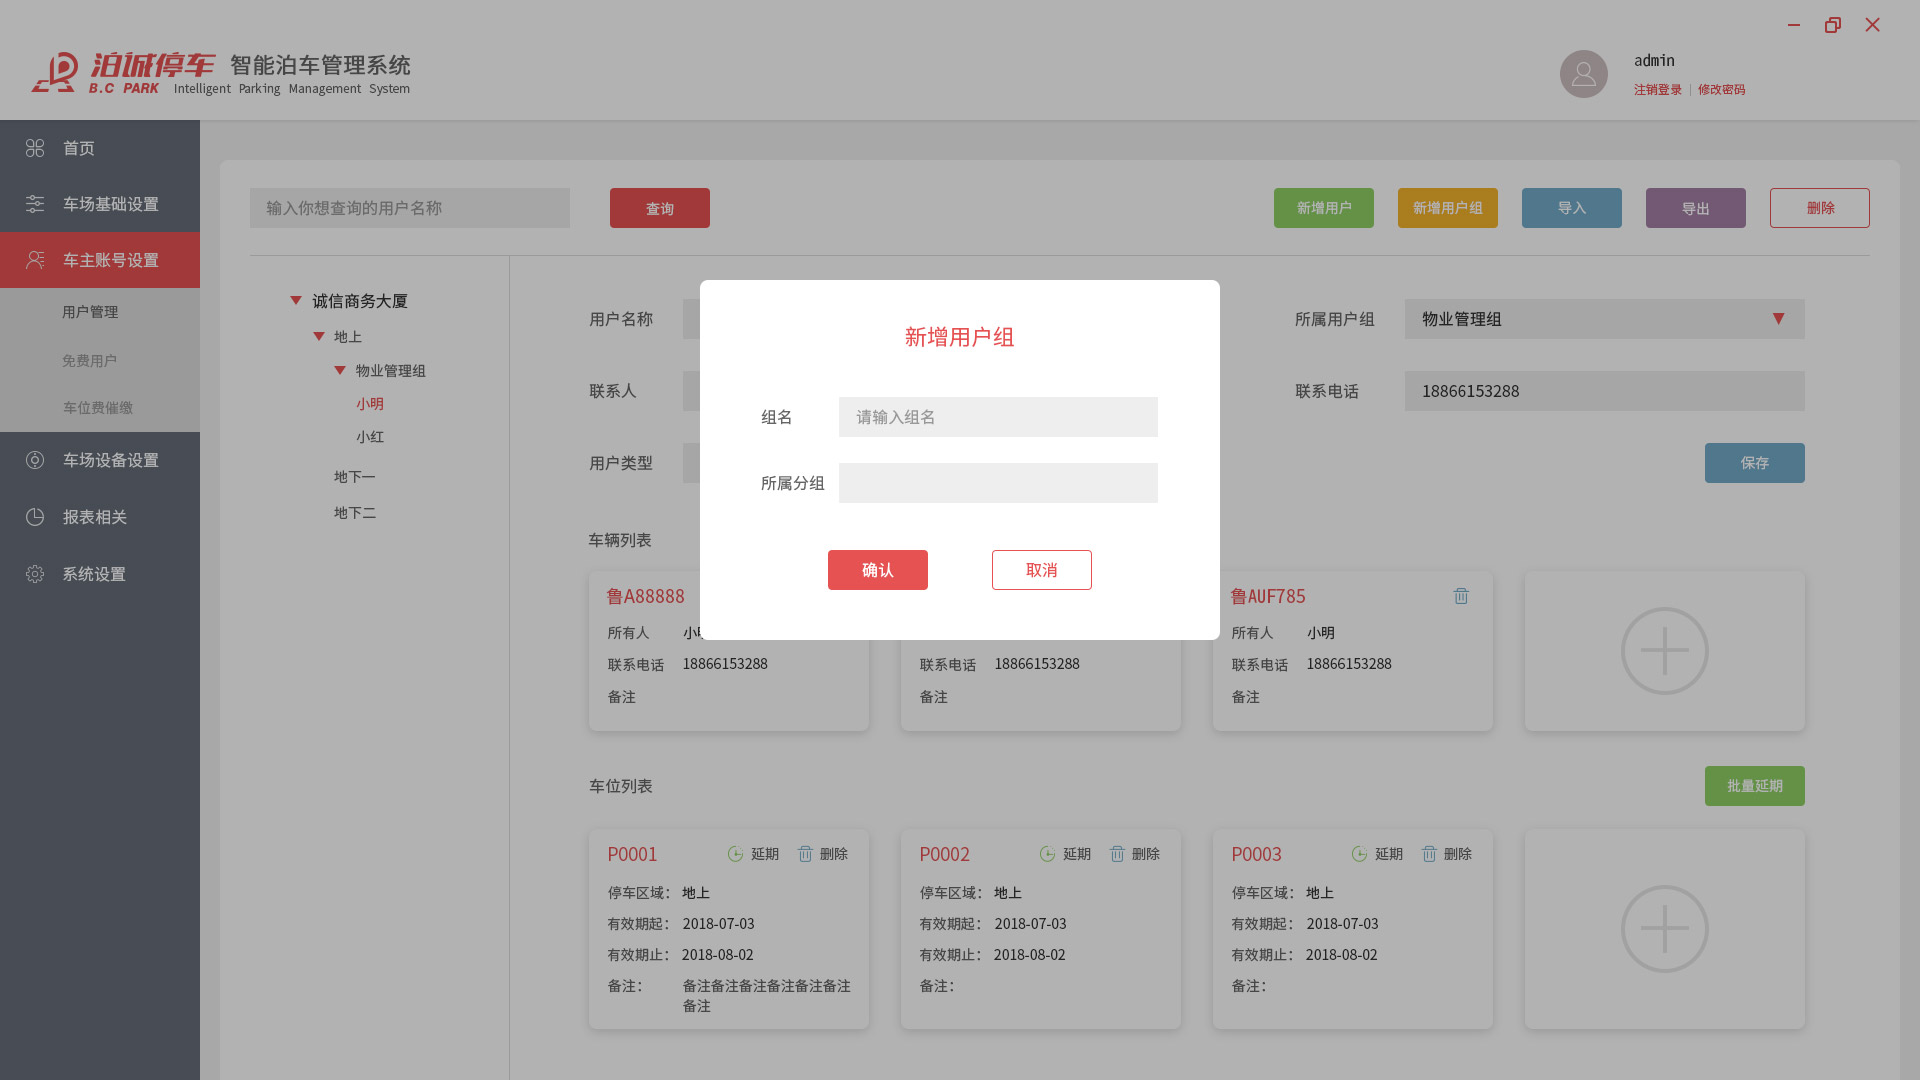 泊诚停车 智能泊车管理系统
B.C PARK Intelligent Parking Management System
admin
注销登录 | 修改密码
首页
车场基础设置
车主账号设置
用户管理
免费用户
车位费催缴
车场设备设置
报表相关
系统设置
输入你想查询的用户名称
查询
新增用户
新增用户组
导入
导出
删除
诚信商务大厦
地上
物业管理组
小明
小红
地下一
地下二
用户名称
所属用户组
物业管理组
联系人
联系电话
18866153288
用户类型
保存
新增用户组
组名
请输入组名
所属分组
确认
取消
车辆列表
鲁A88888
所有人 小明
联系电话 18866153288
备注
联系电话 18866153288
备注
鲁AUF785
所有人 小明
联系电话 18866153288
备注
车位列表
批量延期
P0001 延期 删除
停车区域： 地上
有效期起： 2018-07-03
有效期止： 2018-08-02
备注： 备注备注备注备注备注备注
备注
P0002 延期 删除
停车区域： 地上
有效期起： 2018-07-03
有效期止： 2018-08-02
备注：
P0003 延期 删除
停车区域： 地上
有效期起： 2018-07-03
有效期止： 2018-08-02
备注：